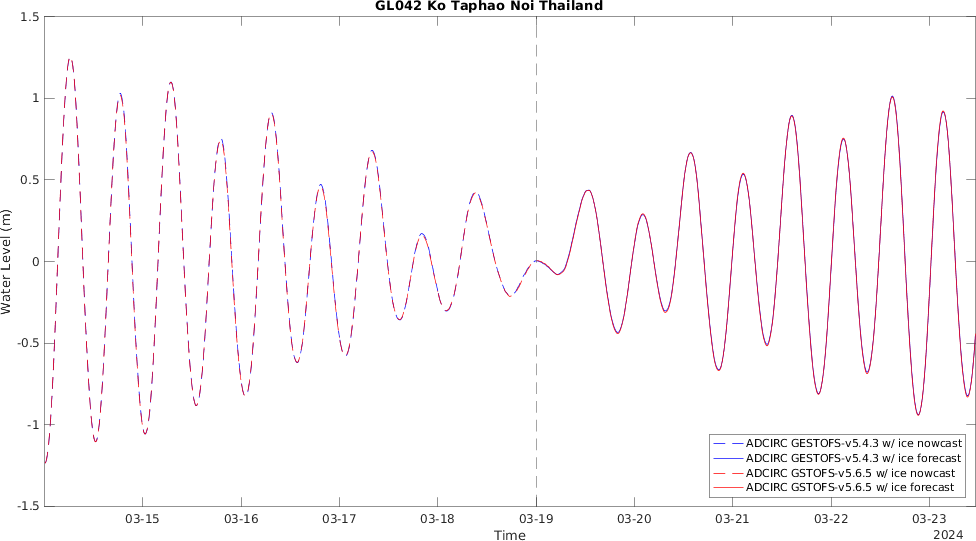 GL042 Ko Taphao Noi Thailand
1.5
1
0.5
0
-0.5
-1
-1.5
Water Level (m)
03-15 03-16 03-17 03-18 03-19 03-20 03-21 03-22 03-23
Time
2024
ADCIRC GESTOFS-v5.4.3 w/ ice nowcast
ADCIRC GESTOFS-v5.4.3 w/ ice forecast
ADCIRC GSTOFS-v5.6.5 w/ ice nowcast
ADCIRC GSTOFS-v5.6.5 w/ ice forecast